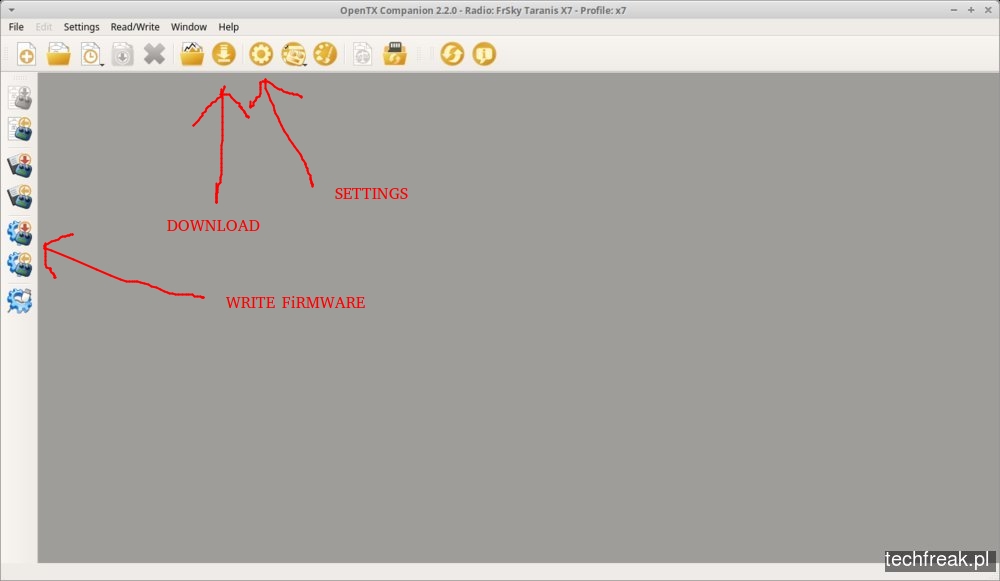 OpenTX Companion 2.2.0 - Radio: FrSky Taranis X7 - Profile: x7
File Edit Settings Read/Write Window Help
SETTINGS
DOWNLOAD
WRITE FiRMWARE
techfreak.pl